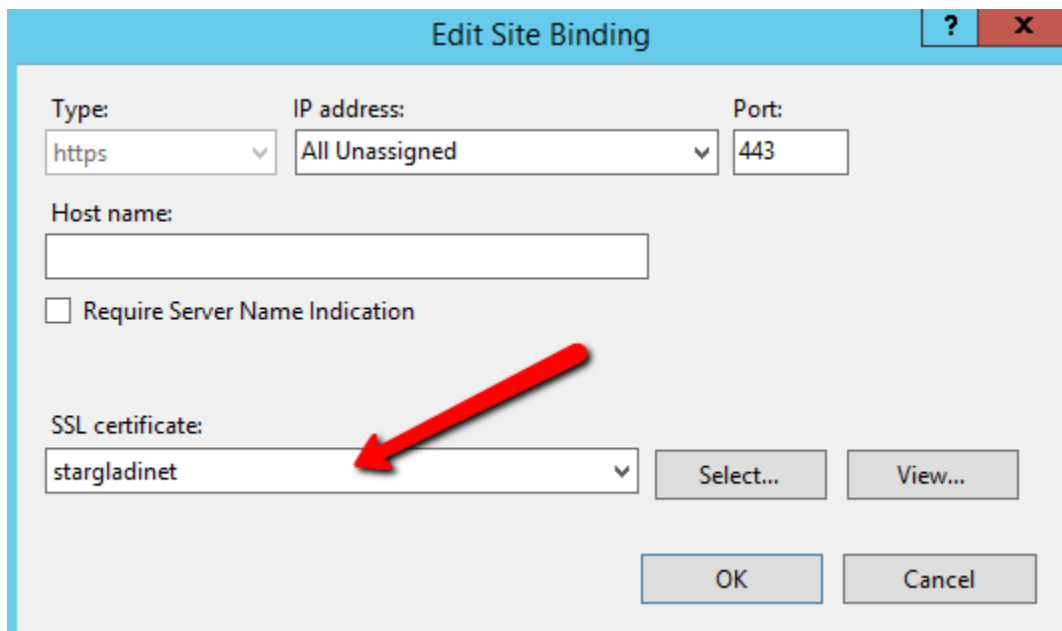 Edit Site Binding
?
x
Type:
IP address:
Port:
https
All Unassigned
443
Host name:
Require Server Name Indication
SSL certificate:
stargladinet
Select...
View...
OK
Cancel